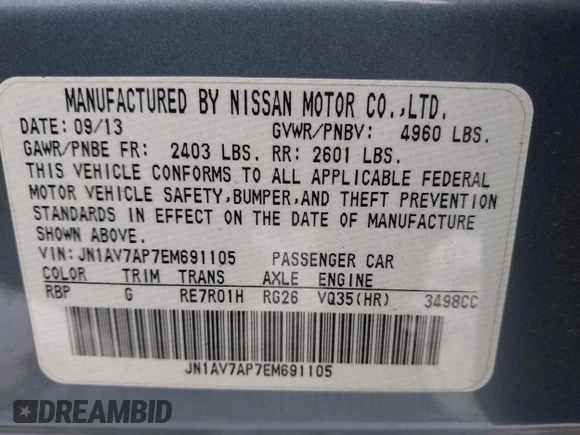 MANUFACTURED BY NISSAN MOTOR CO.,LTD.
DATE: 09/13 GVWR/PNBV: 4960 LBS.
GAWR/PNBE FR: 2403 LBS. RR: 2601 LBS.
THIS VEHICLE CONFORMS TO ALL APPLICABLE FEDERAL
MOTOR VEHICLE SAFETY,BUMPER,AND THEFT PREVENTION
STANDARDS IN EFFECT ON THE DATE OF MANUFACTURE
SHOWN ABOVE.
VIN:JN1AV7AP7EM691105 PASSENGER CAR
COLOR TRIM TRANS AXLE ENGINE
RBP G RE7R01H RG26 VQ35(HR) 3498CC
JN1AV7AP7EM691105
DREAMBID